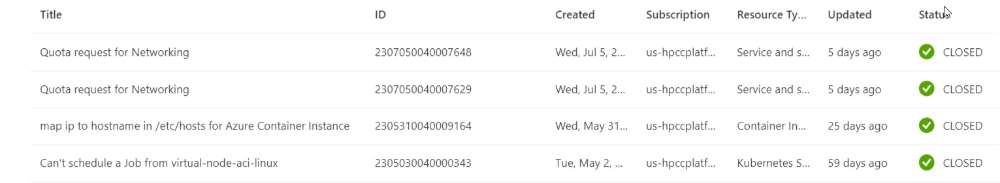 Title ID Created Subscription Resource Ty... Updated Status
Quota request for Networking 2307050040007648 Wed, Jul 5, 2... us-hpccplatf... Service and s... 5 days ago CLOSED
Quota request for Networking 2307050040007629 Wed, Jul 5, 2... us-hpccplatf... Service and s... 5 days ago CLOSED
map ip to hostname in /etc/hosts for Azure Container Instance 2305310040009164 Wed, May 31... us-hpccplatf... Container In... 25 days ago CLOSED
Can't schedule a Job from virtual-node-aci-linux 2305030040000343 Tue, May 2, ... us-hpccplatf... Kubernetes S... 59 days ago CLOSED